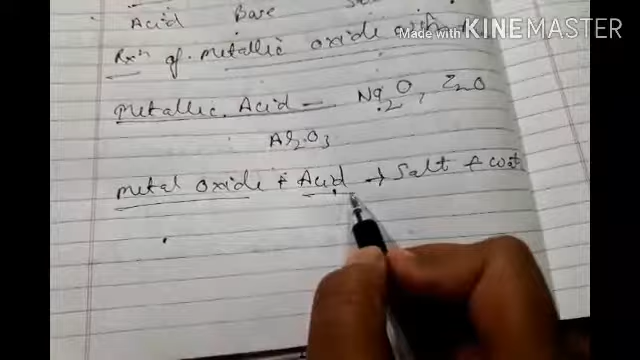 Acid Base
Made with KINEMASTER
Rxⁿ of metallic oxide with
metallic Acid — Na2O, ZnO
Al2O3
metal oxide + Acid → Salt + wat